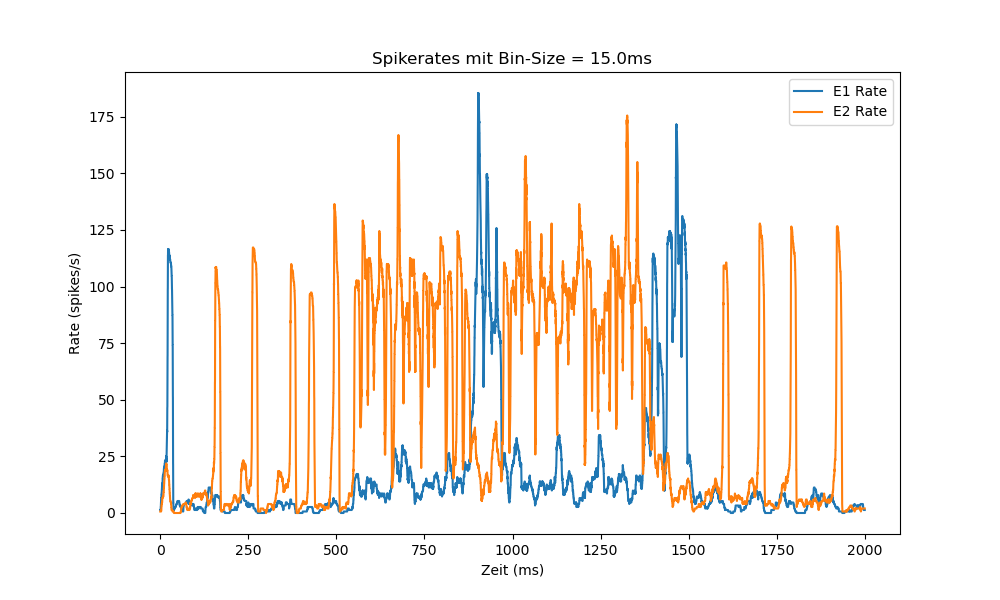 Spikerates mit Bin-Size = 15.0ms
E1 Rate
E2 Rate
175
150
125
100
75
50
25
0
Rate (spikes/s)
0 250 500 750 1000 1250 1500 1750 2000
Zeit (ms)